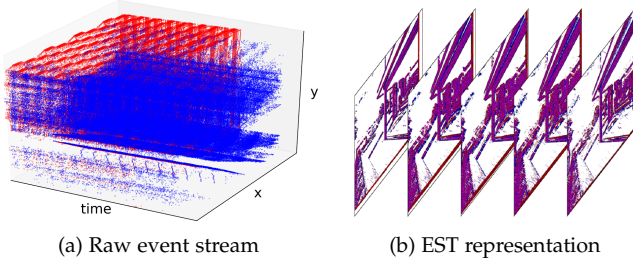 y
x
time
(a) Raw event stream
(b) EST representation